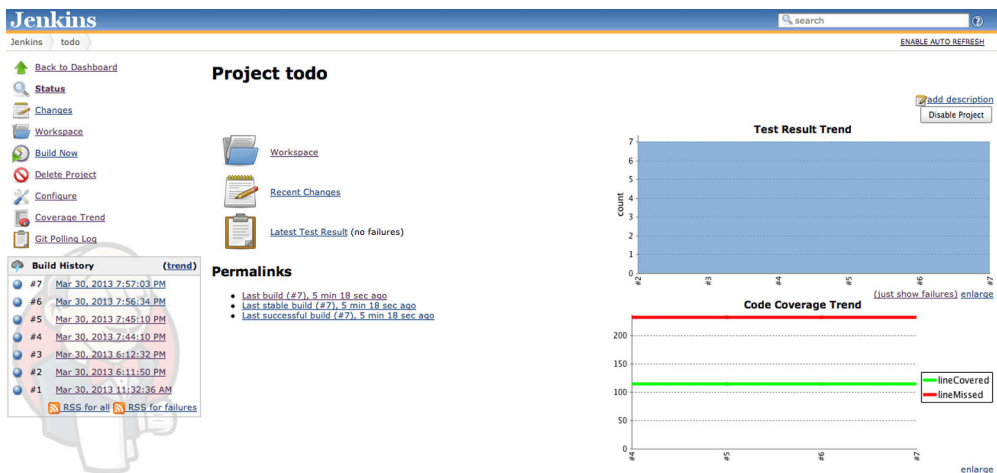 Jenkins
search
Jenkins todo
ENABLE AUTO REFRESH
Back to Dashboard
Status
Changes
Workspace
Build Now
Delete Project
Configure
Coverage Trend
Git Polling Log
Build History (trend)
#7 Mar 30, 2013 7:57:03 PM
#6 Mar 30, 2013 7:56:34 PM
#5 Mar 30, 2013 7:45:10 PM
#4 Mar 30, 2013 7:44:10 PM
#3 Mar 30, 2013 6:12:32 PM
#2 Mar 30, 2013 6:11:50 PM
#1 Mar 30, 2013 11:32:36 AM
RSS for all RSS for failures
Project todo
add description
Disable Project
Workspace
Recent Changes
Latest Test Result (no failures)
Permalinks
Last build (#7), 5 min 18 sec ago
Last stable build (#7), 5 min 18 sec ago
Last successful build (#7), 5 min 18 sec ago
Test Result Trend
count
7
6
5
4
3
2
1
0
#2 #3 #4 #5 #6 #7
(just show failures) enlarge
Code Coverage Trend
200
150
100
50
0
#4 #5 #6 #7
lineCovered
lineMissed
enlarge